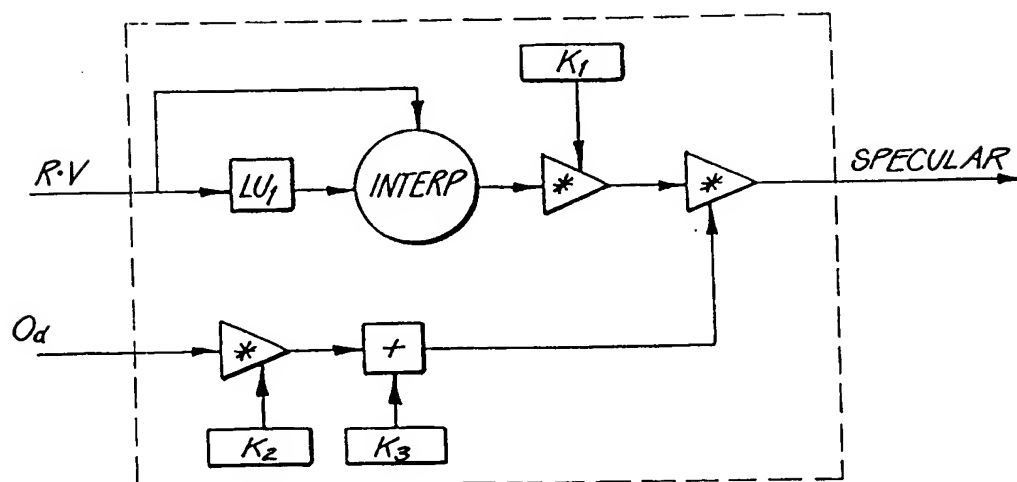 K1
R·V
LU1
INTERP
*
*
SPECULAR
Od
*
+
K2
K3